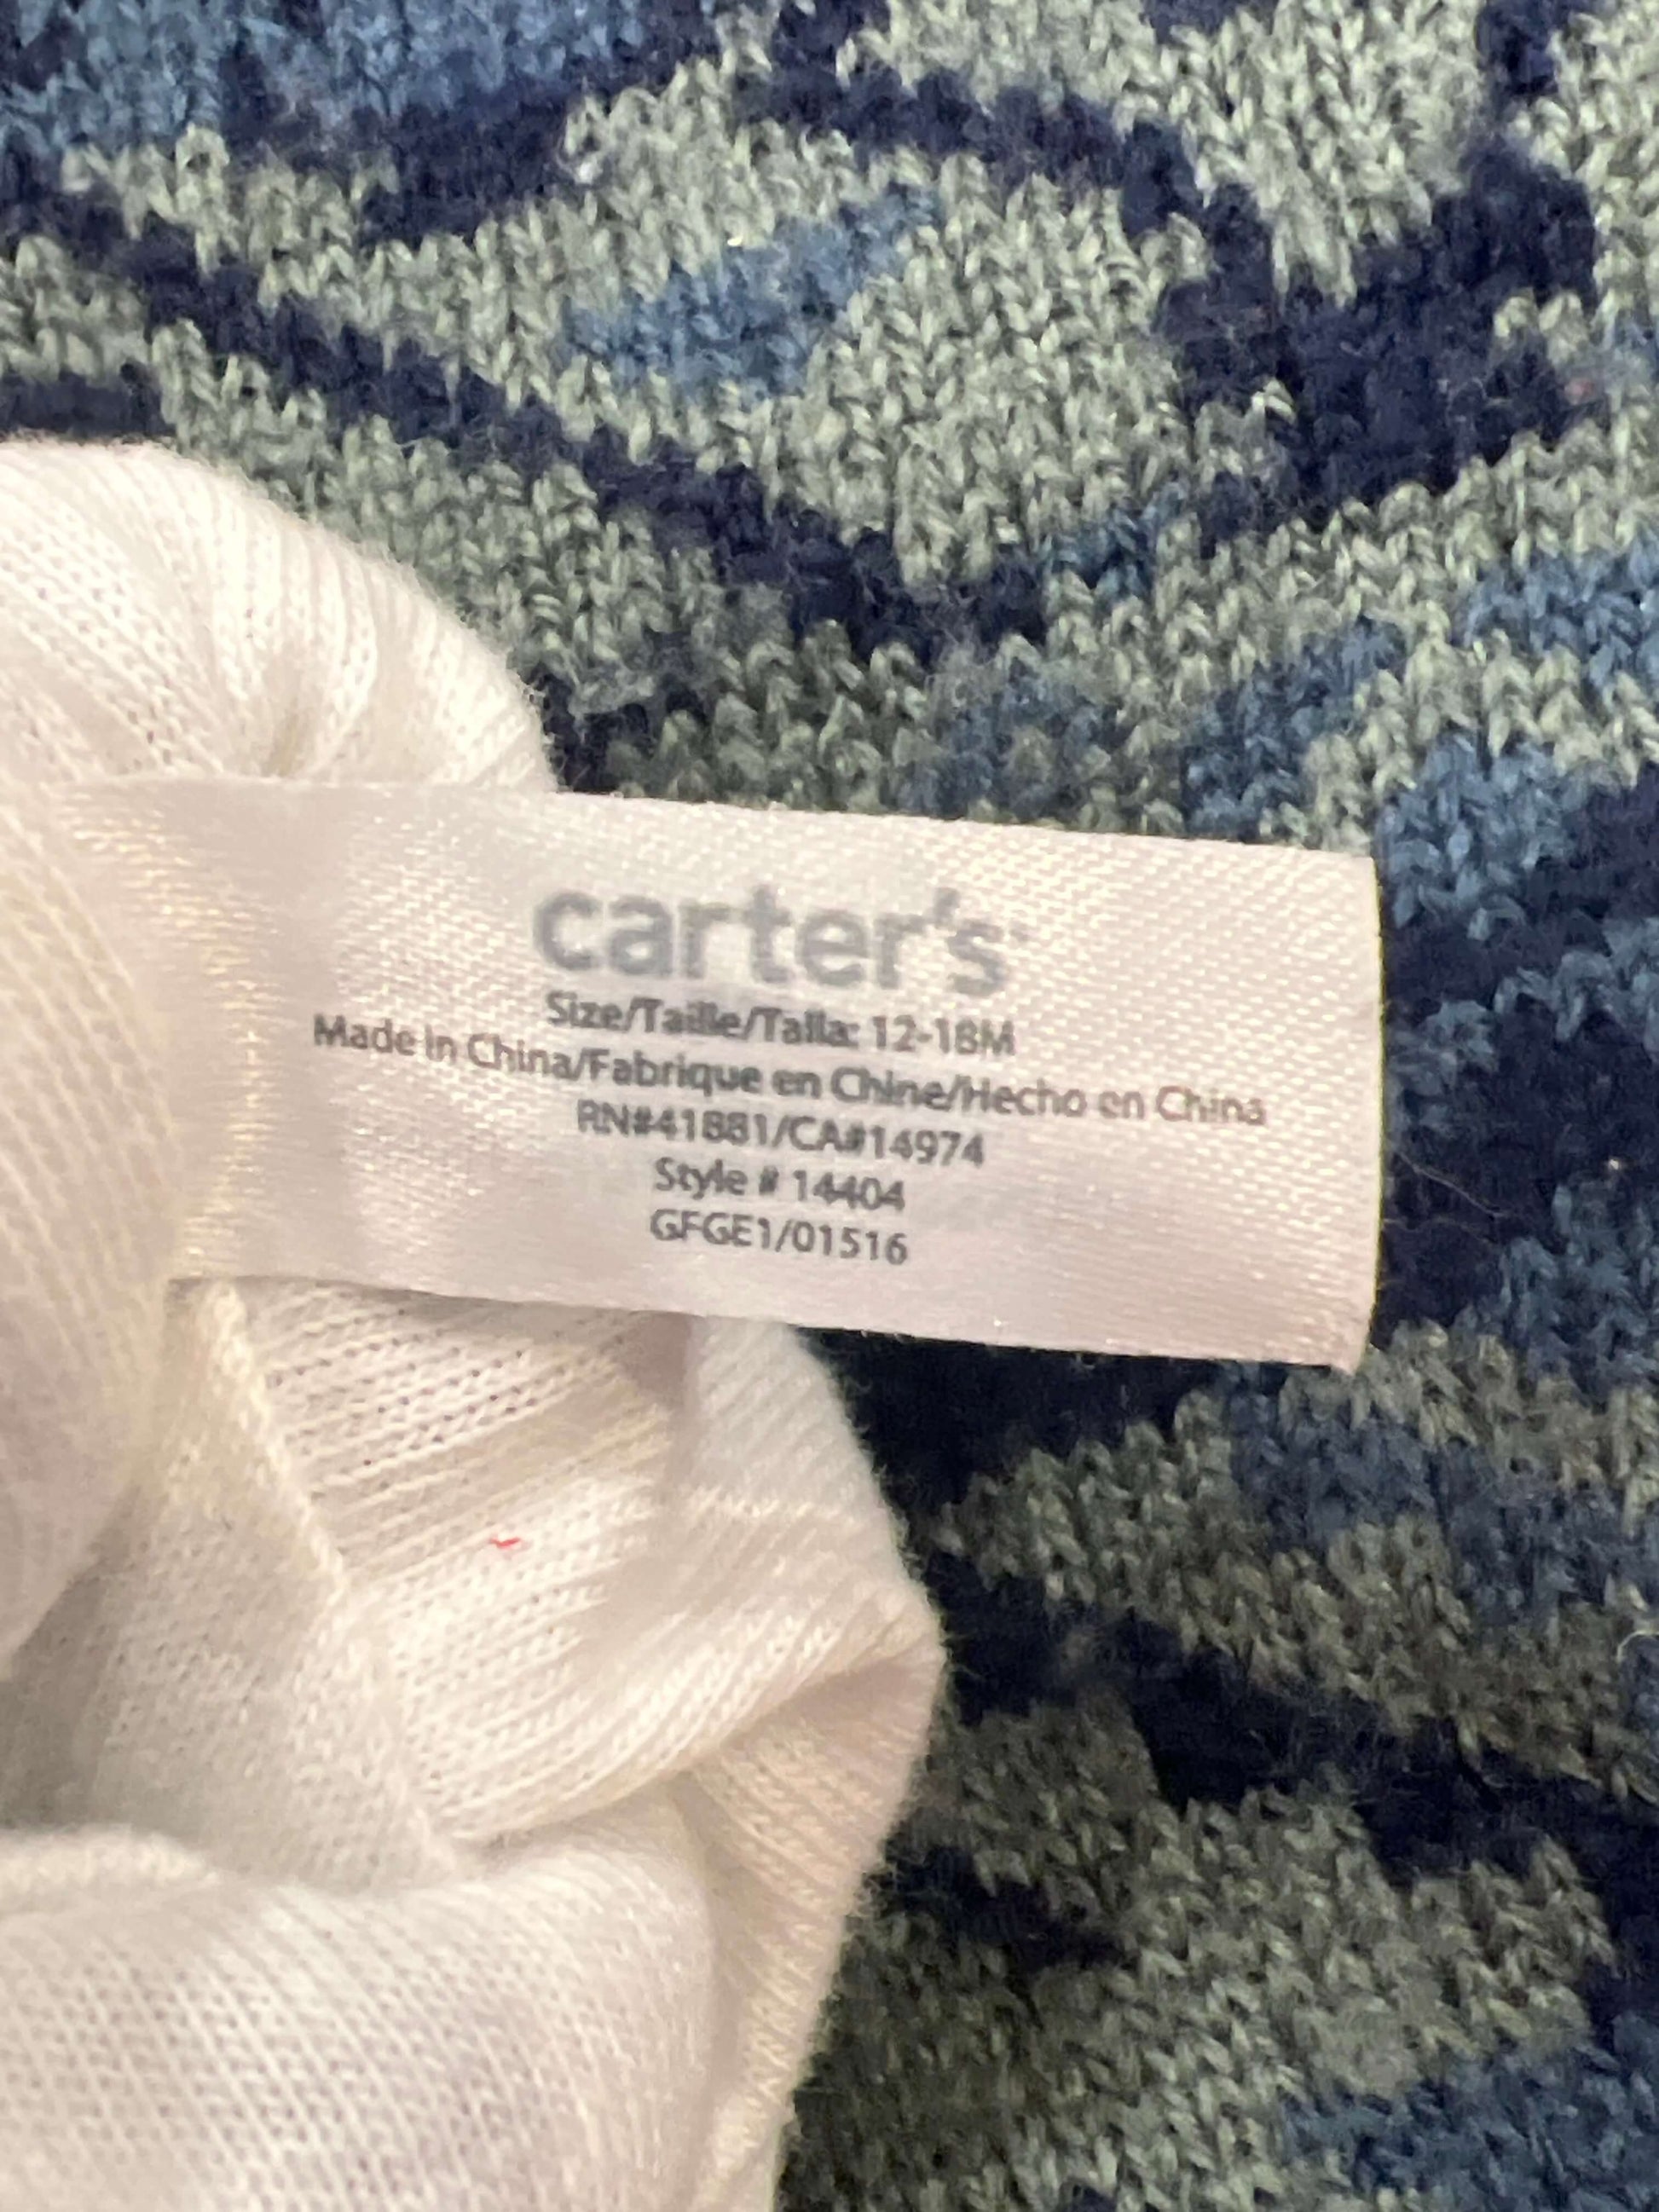 carter's
Size/Taille/Talla: 12-18M
Made in China/Fabrique en Chine/Hecho en China
RN#41881/CA#14974
Style # 14404
GFGE1/01516